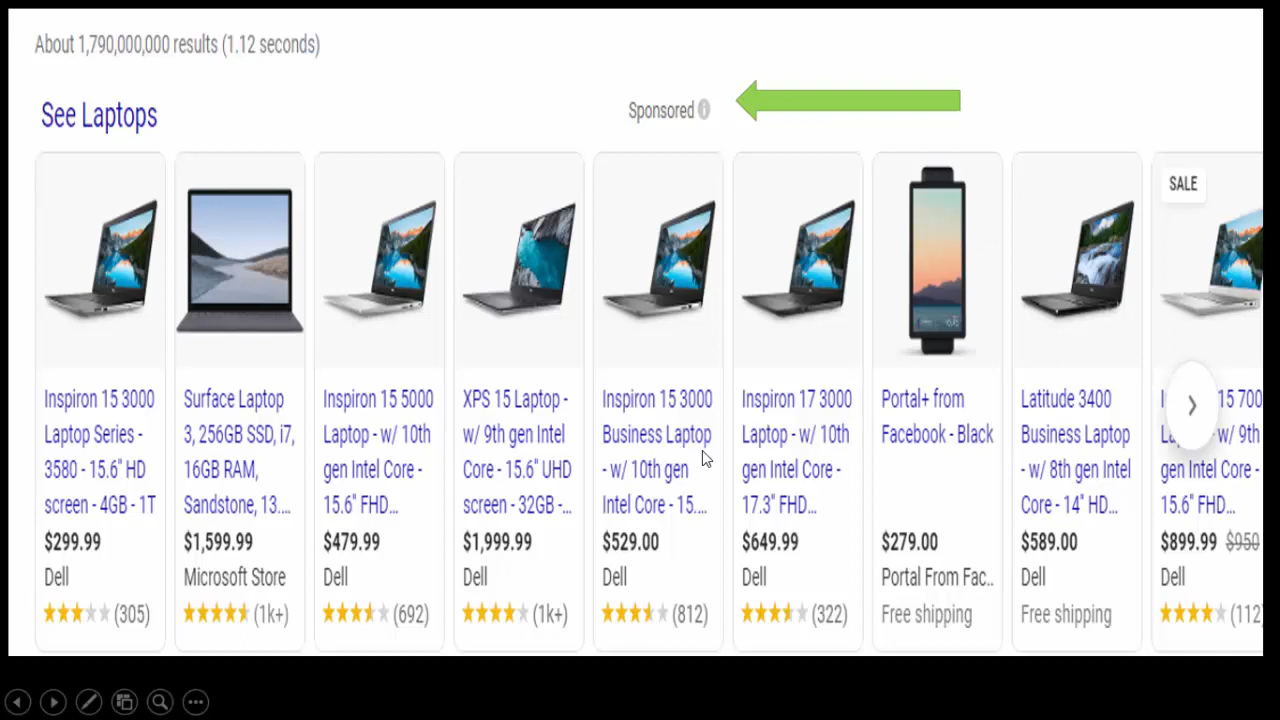 About 1,790,000,000 results (1.12 seconds)
See Laptops
Sponsored
Inspiron 15 3000
Laptop Series -
3580 - 15.6" HD
screen - 4GB - 1T
$299.99
Dell
(305)
Surface Laptop
3, 256GB SSD, i7,
16GB RAM,
Sandstone, 13....
$1,599.99
Microsoft Store
(1k+)
Inspiron 15 5000
Laptop - w/ 10th
gen Intel Core -
15.6" FHD...
$479.99
Dell
(692)
XPS 15 Laptop -
w/ 9th gen Intel
Core - 15.6" UHD
screen - 32GB -...
$1,999.99
Dell
(1k+)
Inspiron 15 3000
Business Laptop
- w/ 10th gen
Intel Core - 15....
$529.00
Dell
(812)
Inspiron 17 3000
Laptop - w/ 10th
gen Intel Core -
17.3" FHD...
$649.99
Dell
(322)
Portal+ from
Facebook - Black
$279.00
Portal From Fac..
Free shipping
Latitude 3400
Business Laptop
- w/ 8th gen Intel
Core - 14" HD...
$589.00
Dell
Free shipping
SALE
15 700
w/ 9th
gen Intel Core -
15.6" FHD...
$899.99 $950
Dell
(112)